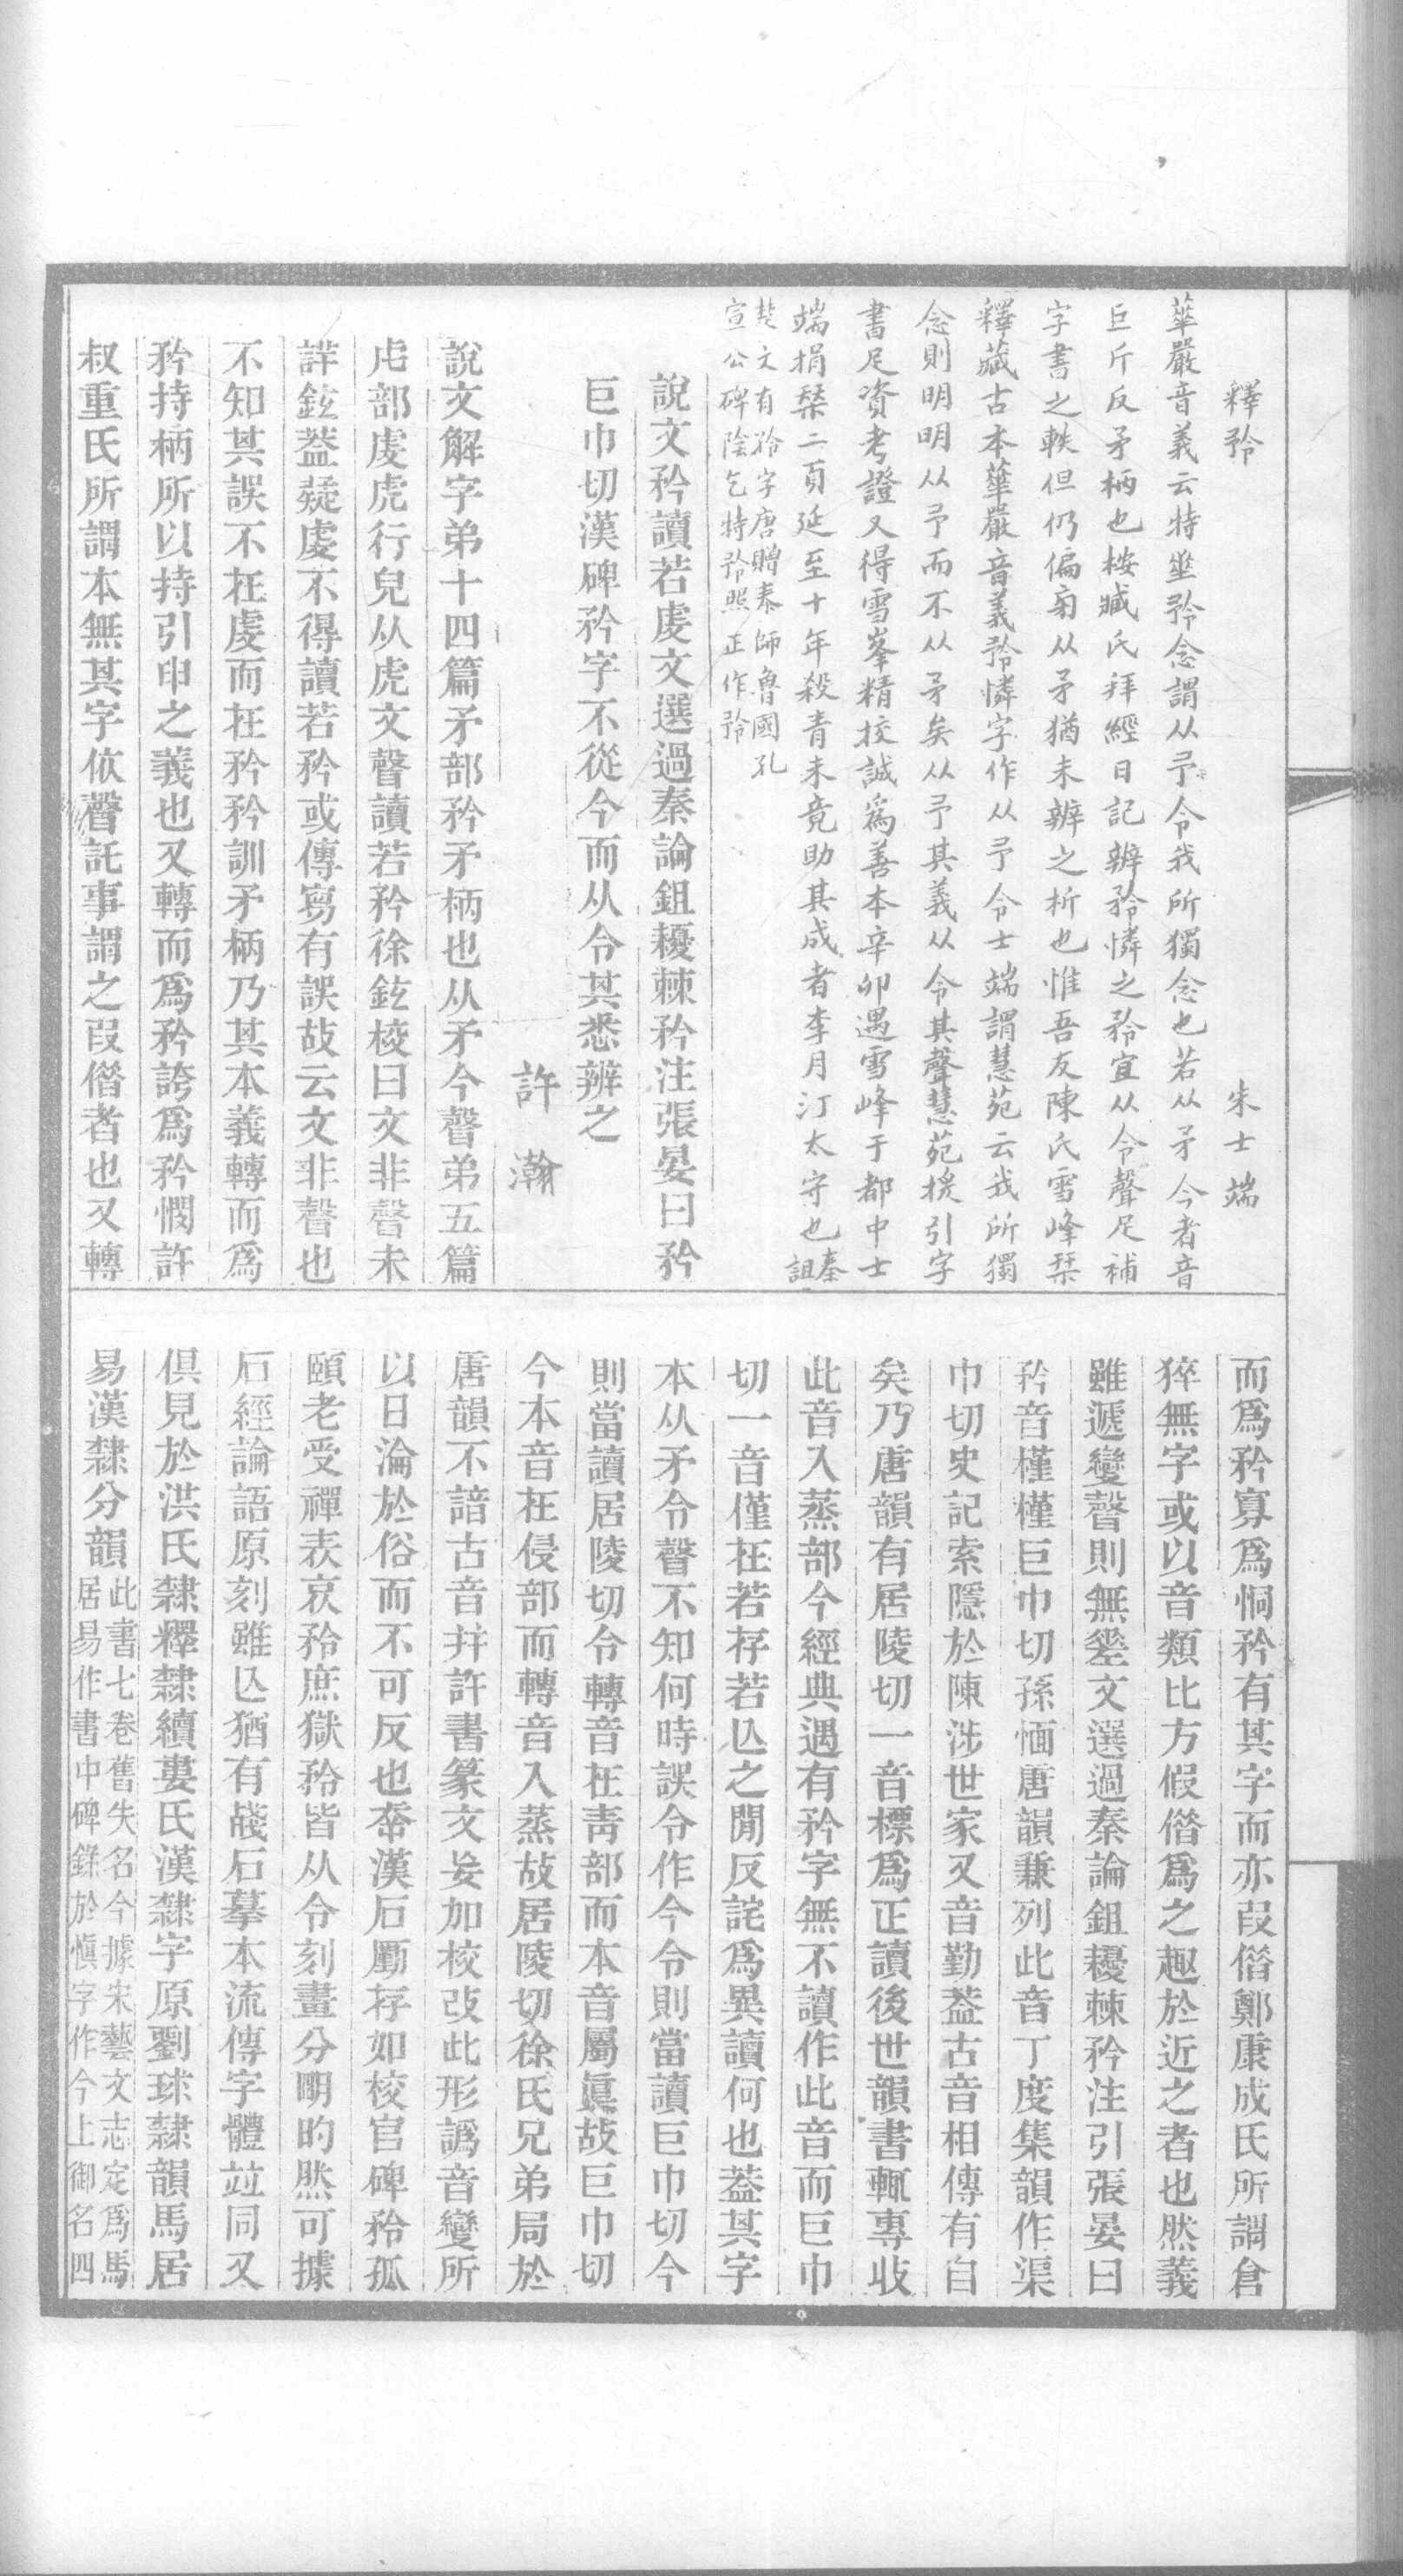 釋矜　朱士端
華嚴音義云特垂矜念謂从予令我所獨念也若从矛今者音
巨斤反矛柄也桉臧氏拜經日記辨矜憐之矜宜从令聲足補
字書之軼但仍偏旁从矛猶未辨之析也惟吾友陳氏雪峰栞
釋藏古本華嚴音義矜憐字作从予令士端謂慧苑云我所獨
念則明明从予而不从矛矣从予其義从令其聲慧苑援引字
書足資考證又得雪峯精挍誠爲善本辛卯遇雪峰于都中士
端捐棽二頁延至十年殺青未竟助其成者李月汀太守也秦詛
楚文有矜字唐贈泰師魯國孔
宣公碑陰乞特矜照正作矜
說文矜讀若虔文選過秦論鉏耰棘矜注張晏曰矜
巨巾切漢碑矜字不從今而从令其悉辨之
許瀚
說文解字弟十四篇矛部矜矛柄也从矛今聲弟五篇
虍部虔虎行皃从虎文聲讀若矜徐鉉校曰文非聲未
詳鉉葢疑虔不得讀若矜或傳寫有誤故云文非聲也
不知其誤不在虔而在矜矜訓矛柄乃其本義轉而爲
矜持柄所以持引申之義也又轉而爲矜誇爲矜憫許
叔重氏所謂本無其字依聲託事謂之叚借者也又轉
而爲矜寡爲恫矜有其字而亦叚借鄭康成氏所謂倉
猝無字或以音類比方假借爲之趣於近之者也然義
雖遞變聲則無差文選過秦論鉏耰棘矜注引張晏曰
矜音槿槿巨巾切孫愐唐韻兼列此音丁度集韻作渠
巾切史記索隱於陳涉世家又音勤葢古音相傳有自
矣乃唐韻有居陵切一音標爲正讀後世韻書輒專收
此音入蒸部今經典遇有矜字無不讀作此音而巨巾
切一音僅在若存若亾之閒反詫爲異讀何也葢其字
本从矛令聲不知何時誤令作今令則當讀巨巾切今
則當讀居陵切令轉音在靑部而本音屬眞故巨巾切
今本音在侵部而轉音入蒸故居陵切徐氏兄弟局於
唐韻不諳古音幷許書篆文妄加校改此形譌音變所
以日淪於俗而不可反也夲漢石勵存如校官碑矜孤
頤老受禪表哀矜庶獄矜皆从令刻畫分朙昀然可據
石經論語原刻雖亾猶有殘石摹本流傳字體竝同又
俱見於洪氏隸釋隸續婁氏漢隸字原劉球隸韻馬居
易漢隸分韻此書七卷舊失名今據宋藝文志定爲馬
居易作書中碑錄於愼字作今上御名四